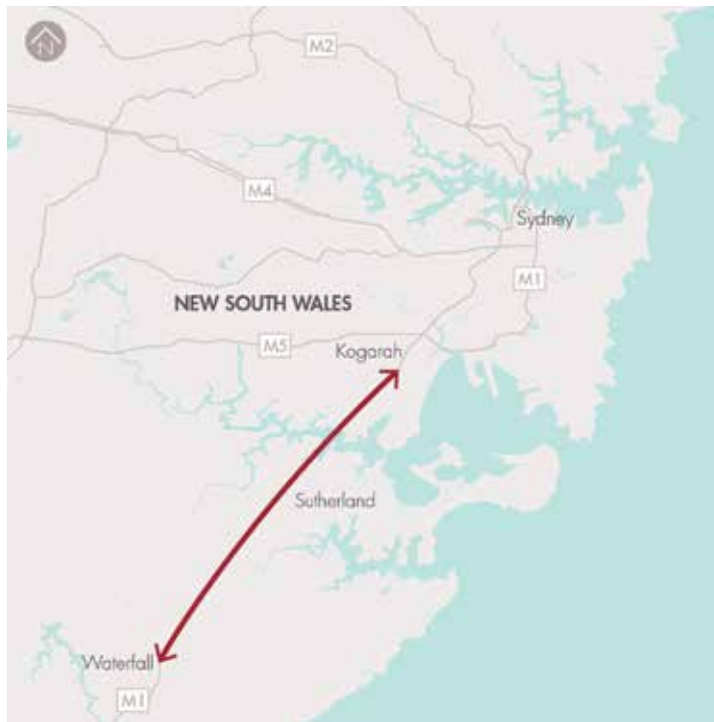 N
M2
M4
Sydney
M1
NEW SOUTH WALES
M5
Kogarah
Sutherland
Waterfall
M1